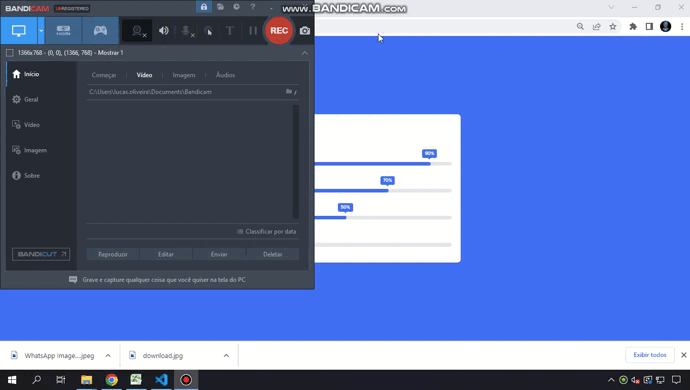 www.BANDICAM.com
BANDICAM UNREGISTERED
REC
1366x768 - (0, 0), (1366, 768) - Mostrar 1
Início
Geral
Vídeo
Imagem
Sobre
BANDICUT
Começar
Vídeo
Imagem
Áudios
C:\Users\lucas.oliveira\Documents\Bandicam
Classificar por data
Reproduzir
Editar
Enviar
Deletar
Grave e capture qualquer coisa que você quiser na tela do PC
90%
70%
50%
WhatsApp Image....jpeg
download.jpg
Exibir todos